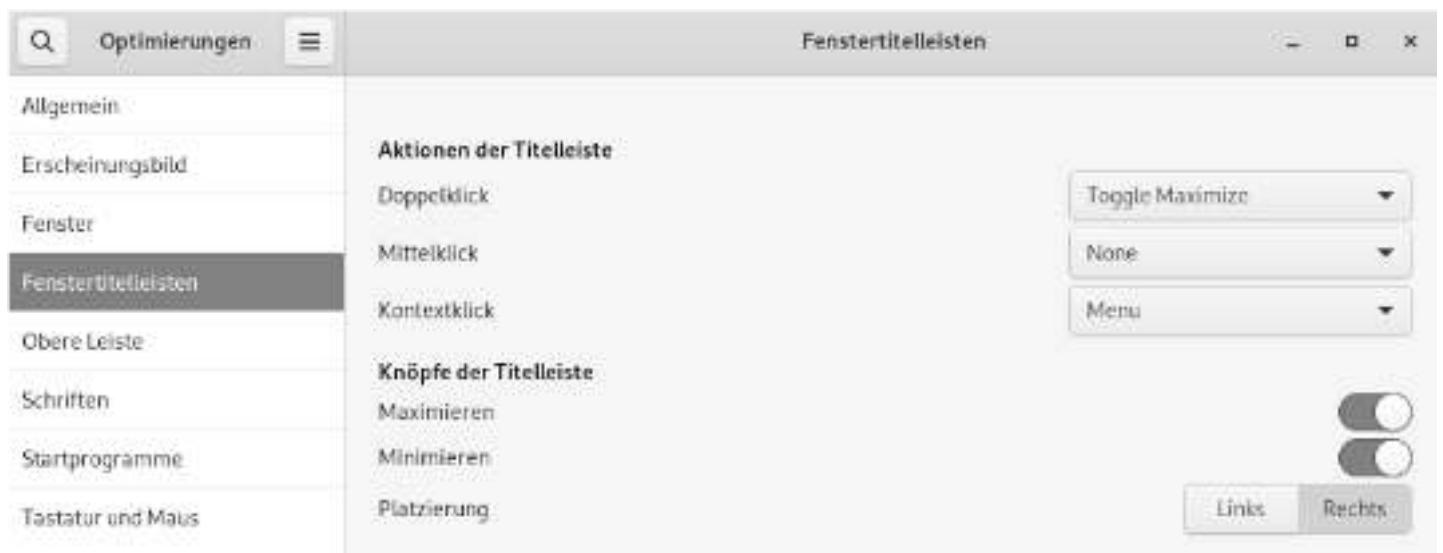 Optimierungen
Fenstertitelleisten
Allgemein
Erscheinungsbild
Fenster
Fenstertitelleisten
Obere Leiste
Schriften
Startprogramme
Tastatur und Maus
Aktionen der Titelleiste
Doppelklick Toggle Maximize
Mittelklick None
Kontextklick Menu
Knöpfe der Titelleiste
Maximieren
Minimieren
Platzierung Links Rechts